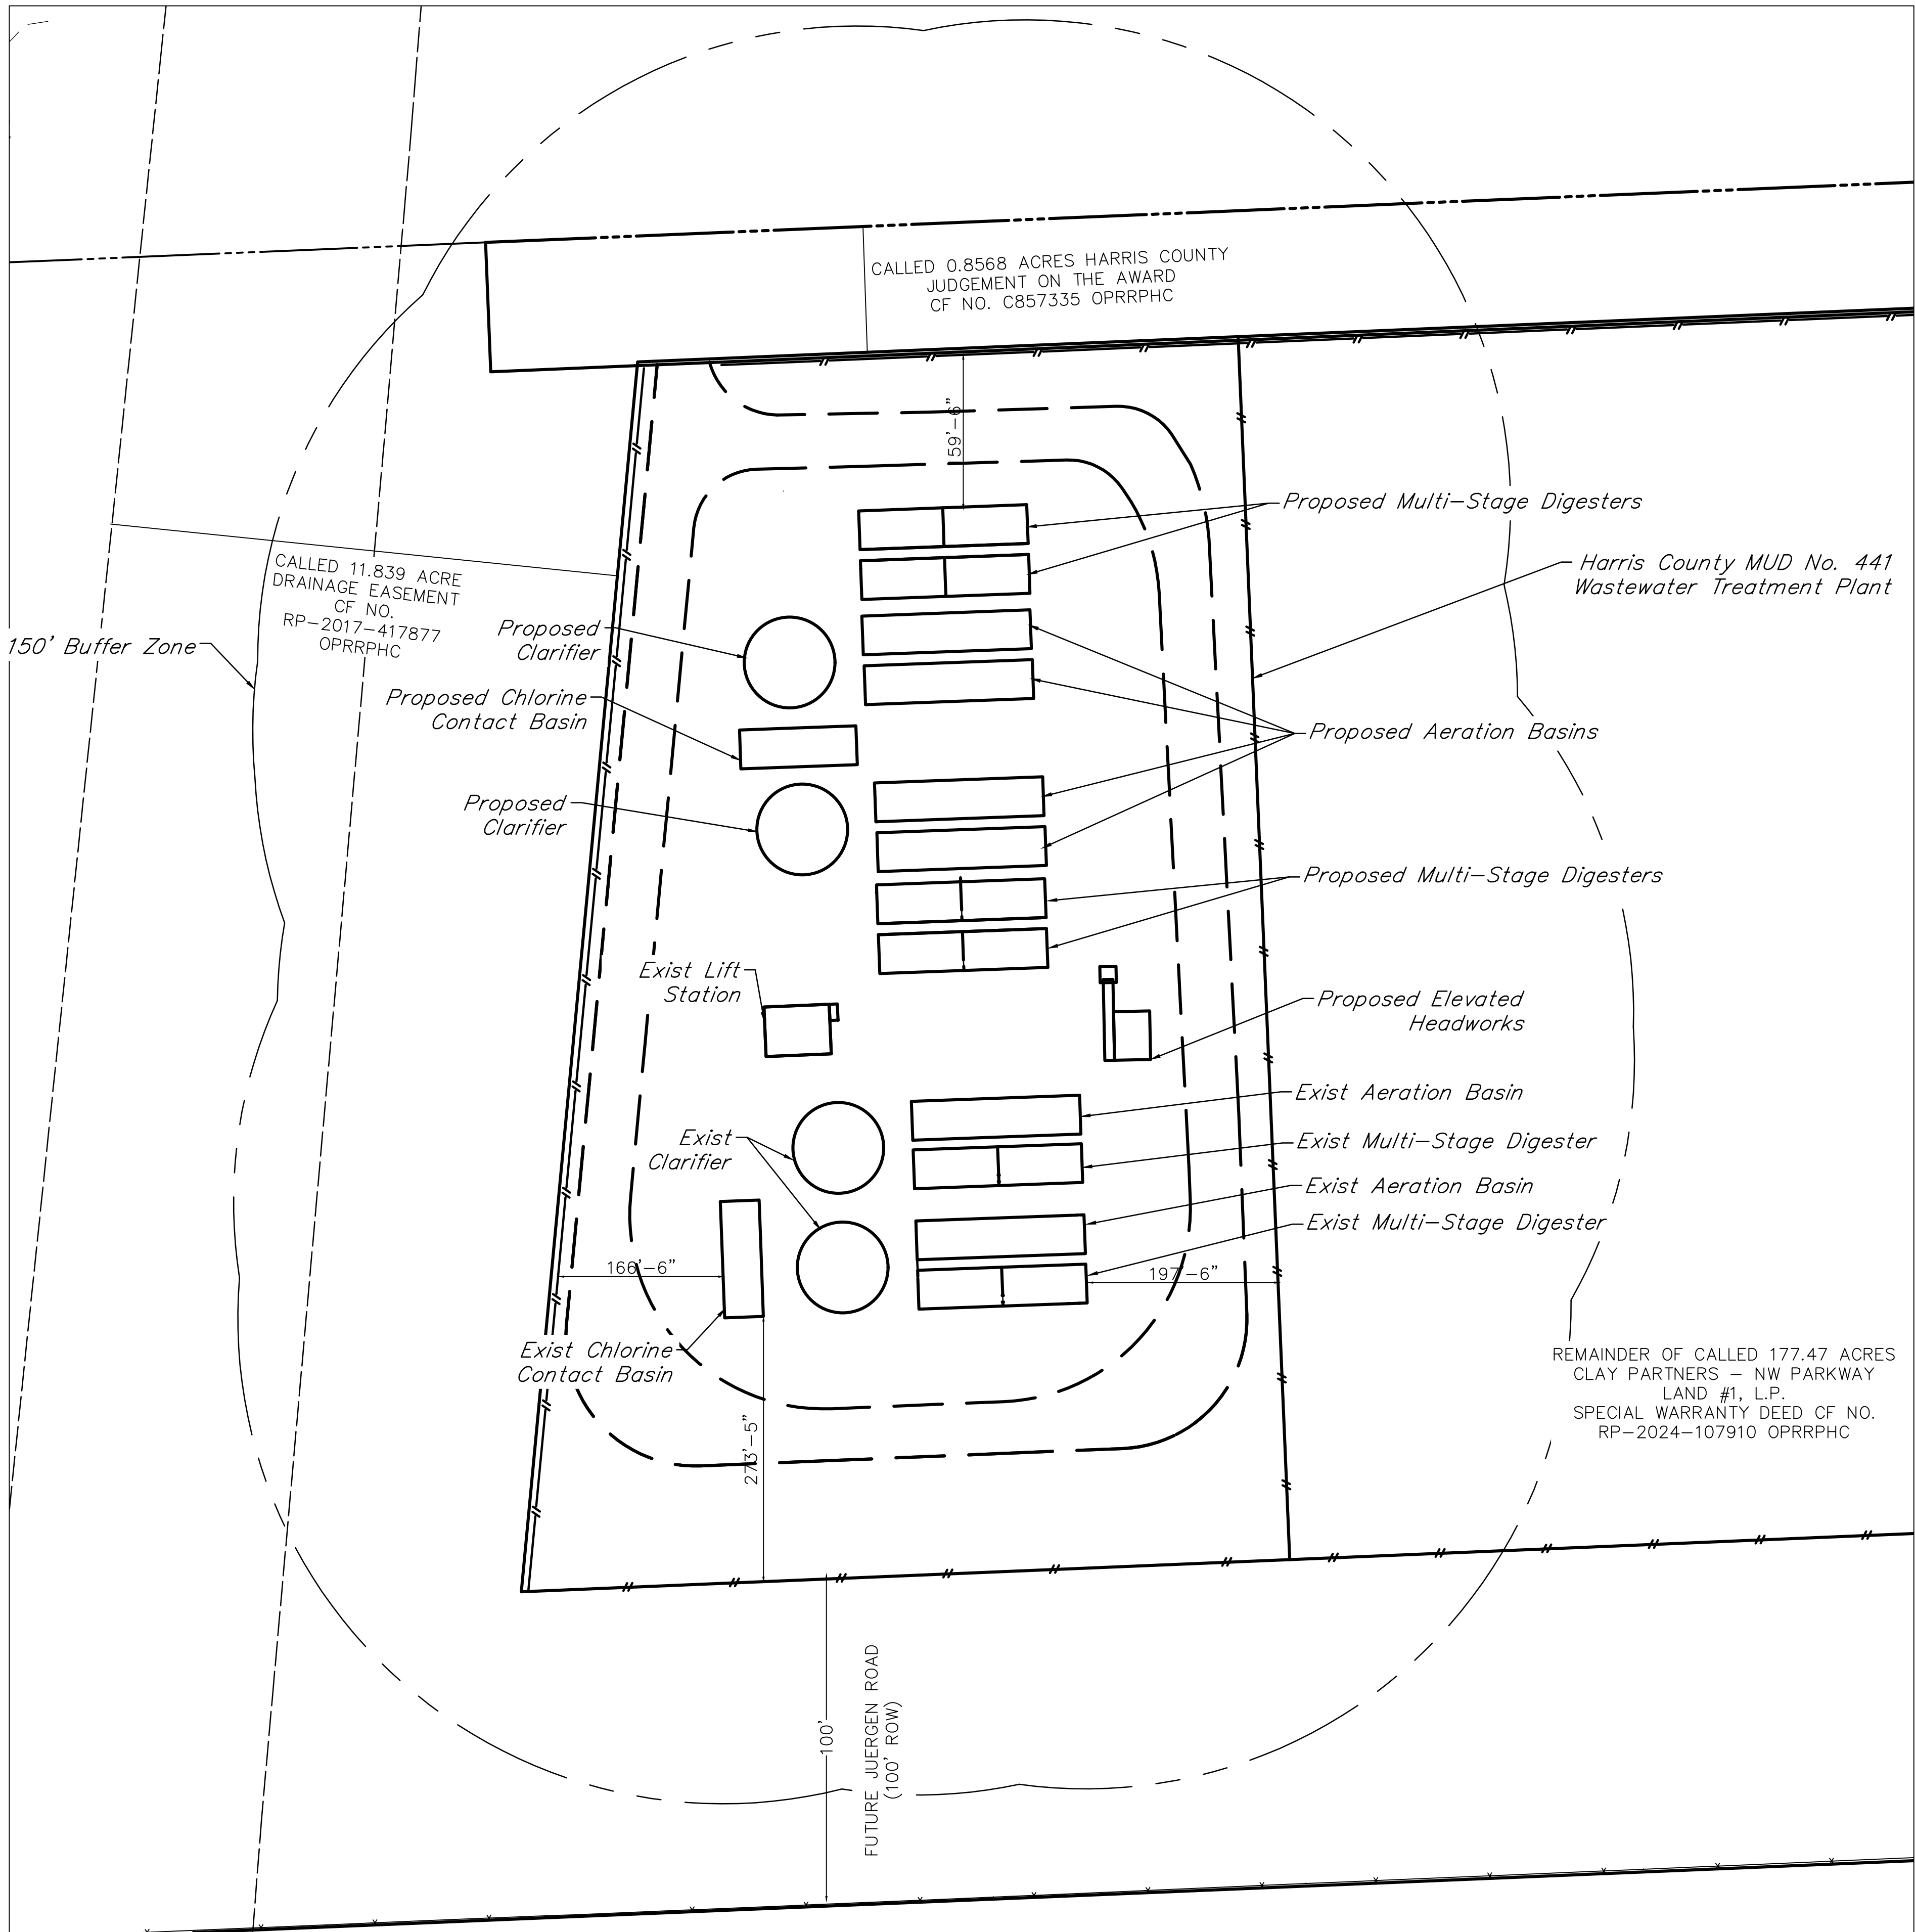 CALLED 0.8568 ACRES HARRIS COUNTY
JUDGEMENT ON THE AWARD
CF NO. C857335 OPRRPHC
59'-6"
Proposed Multi-Stage Digesters
Harris County MUD No. 441
Wastewater Treatment Plant
CALLED 11.839 ACRE
DRAINAGE EASEMENT
CF NO.
RP-2017-417877
OPRRPHC
150' Buffer Zone
Proposed
Clarifier
Proposed Chlorine
Contact Basin
Proposed Aeration Basins
Proposed
Clarifier
Proposed Multi-Stage Digesters
Exist Lift
Station
Proposed Elevated
Headworks
Exist Aeration Basin
Exist
Clarifier
Exist Multi-Stage Digester
Exist Aeration Basin
Exist Multi-Stage Digester
166'-6"
197'-6"
Exist Chlorine
Contact Basin
273'-5"
REMAINDER OF CALLED 177.47 ACRES
CLAY PARTNERS - NW PARKWAY
LAND #1, L.P.
SPECIAL WARRANTY DEED CF NO.
RP-2024-107910 OPRRPHC
100'
FUTURE JUERGEN ROAD
(100' ROW)